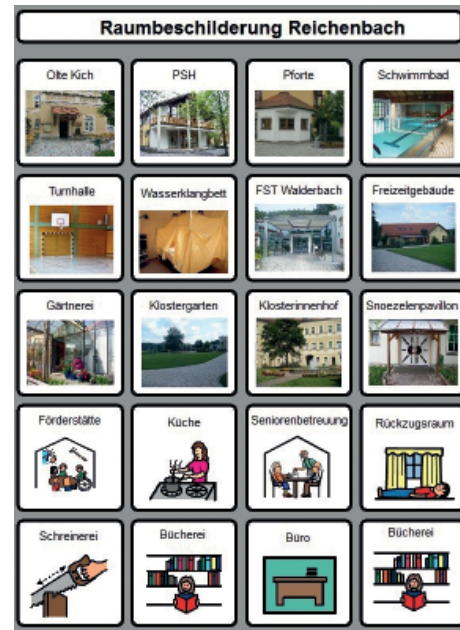 Raumbeschilderung Reichenbach
Olte Kich
PSH
Pforte
Schwimmbad
Turnhalle
Wasserklangbett
FST Walderbach
Freizeitgebäude
Gärtnerei
Klostergarten
Klosterinnenhof
Snoezelenpavillon
Förderstätte
Küche
Seniorenbetreuung
Rückzugsraum
Schreinerei
Bücherei
Büro
Bücherei